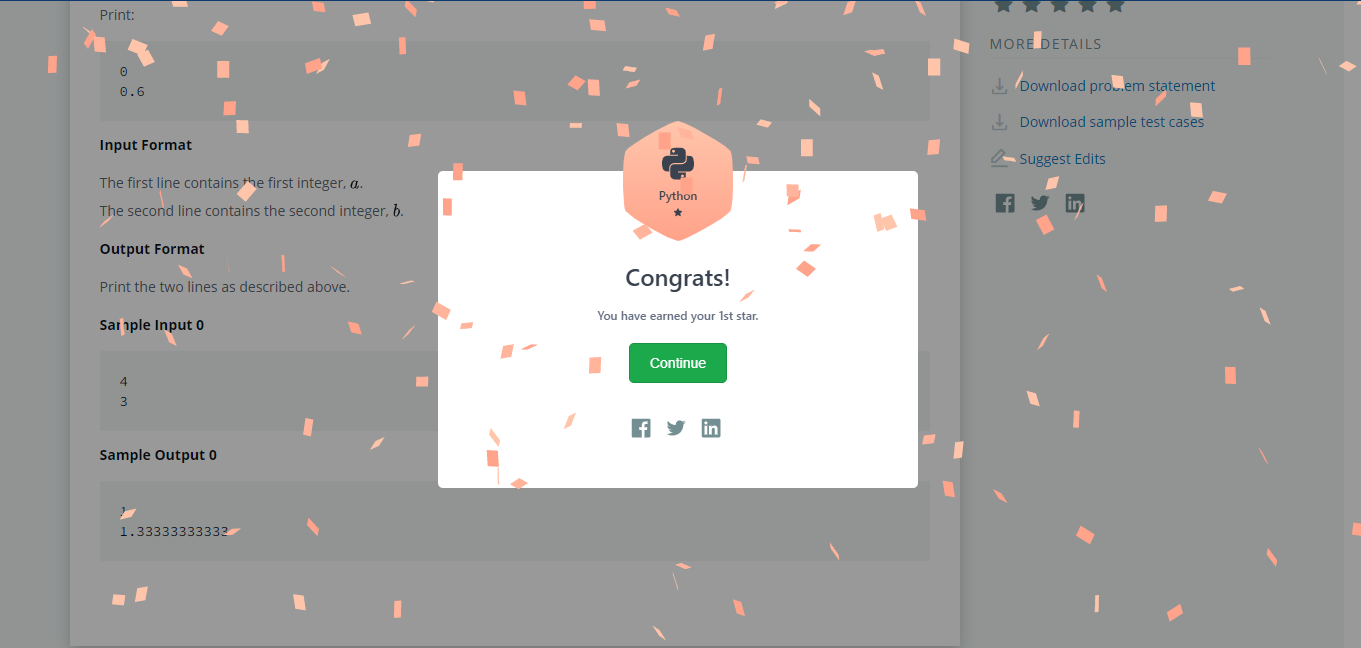 Print:
0
0.6
Input Format
The first line contains the first integer, a.
The second line contains the second integer, b.
Output Format
Print the two lines as described above.
Sample Input 0
4
3
Sample Output 0
1
1.33333333333
Python
Congrats!
You have earned your 1st star.
Continue
MORE DETAILS
Download problem statement
Download sample test cases
Suggest Edits